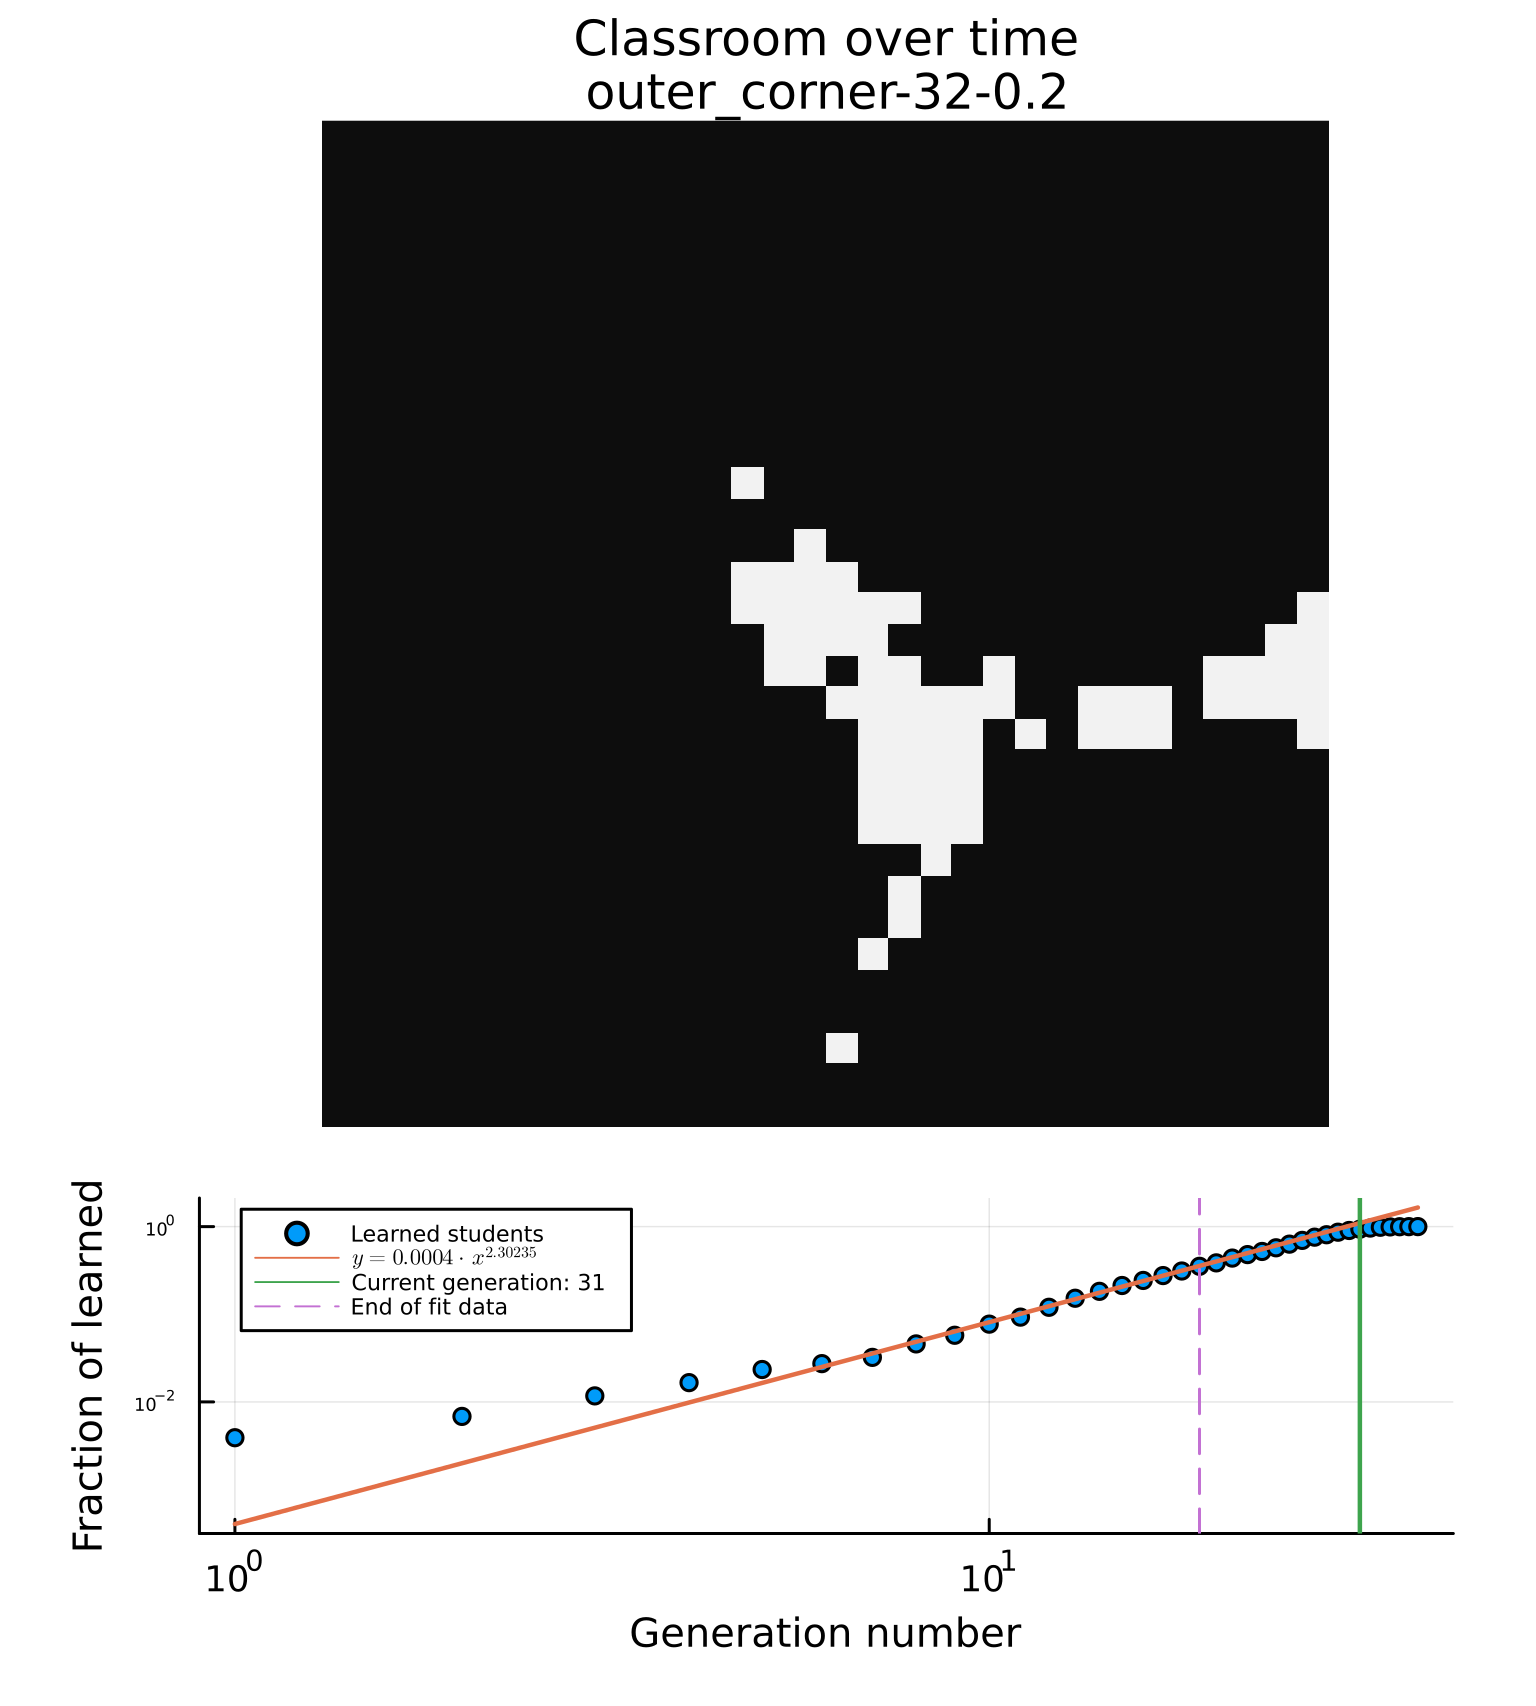 Classroom over time
outer_corner-32-0.2
Fraction of learned
10^0
10^−2
Learned students
y = 0.0004 · x^2.30235
Current generation: 31
End of fit data
10^0 10^1
Generation number